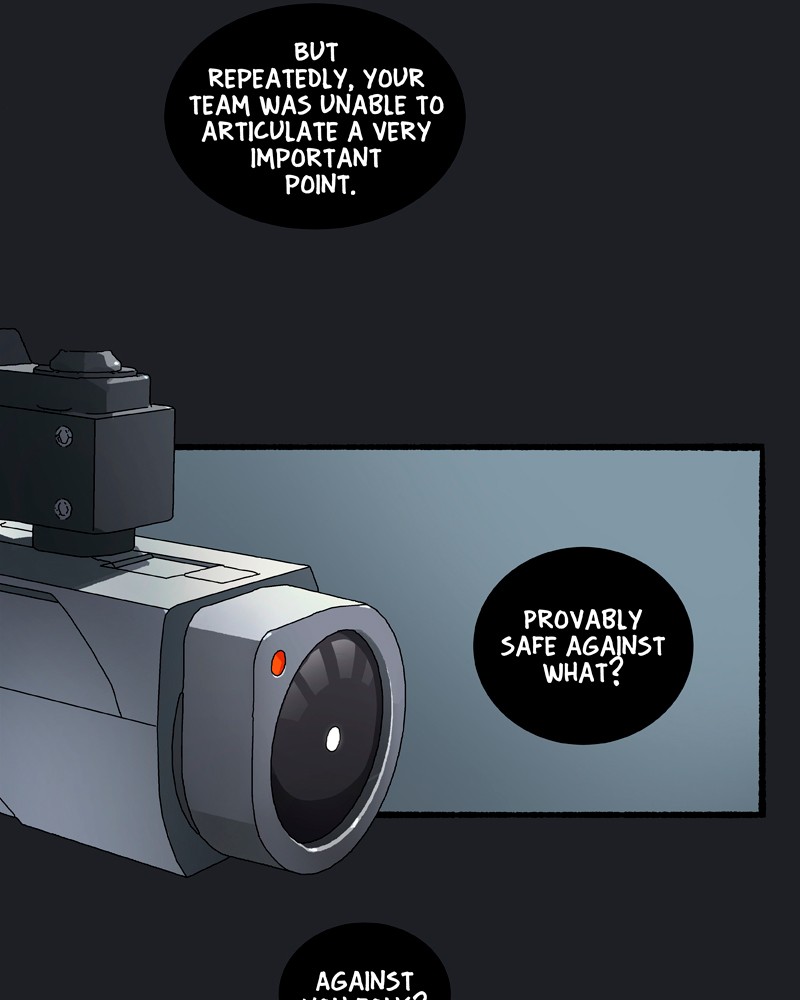 BUT
REPEATEDLY, YOUR
TEAM WAS UNABLE TO
ARTICULATE A VERY
IMPORTANT
POINT.
PROVABLY
SAFE AGAINST
WHAT?
AGAINST